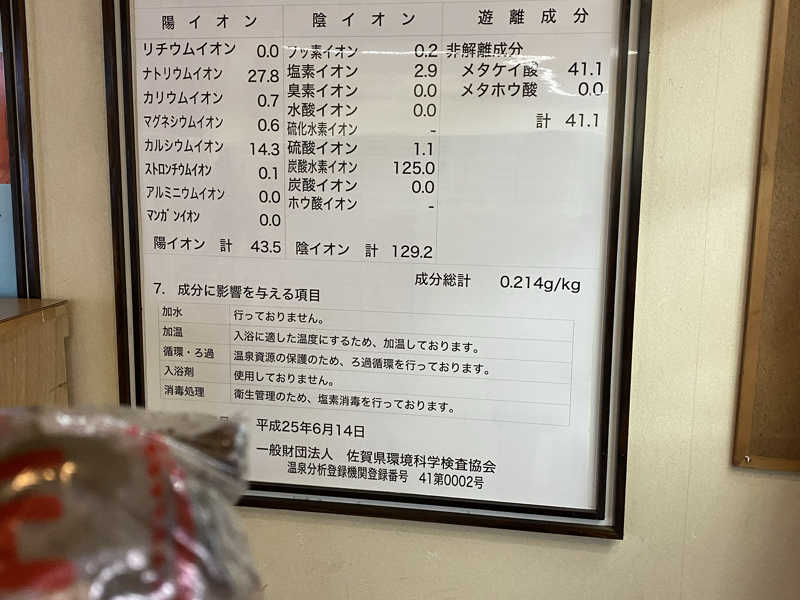 陽イオン 陰イオン 遊離成分
リチウムイオン 0.0 フッ素イオン 0.2 非解離成分
ナトリウムイオン 27.8 塩素イオン 2.9 メタケイ酸 41.1
カリウムイオン 0.7 臭素イオン 0.0 メタホウ酸 0.0
マグネシウムイオン 0.6 水酸イオン 0.0 計 41.1
カルシウムイオン 14.3 硫化水素イオン -
ストロンチウムイオン 0.1 硫酸イオン 1.1
アルミニウムイオン 0.0 炭酸水素イオン 125.0
マンガンイオン 0.0 炭酸イオン 0.0
ホウ酸イオン -
陽イオン 計 43.5 陰イオン 計 129.2
成分総計 0.214g/kg
7. 成分に影響を与える項目
加水 行っておりません。
加温 入浴に適した温度にするため、加温しております。
循環・ろ過 温泉資源の保護のため、ろ過循環を行っております。
入浴剤 使用しておりません。
消毒処理 衛生管理のため、塩素消毒を行っております。
平成25年6月14日
一般財団法人 佐賀県環境科学検査協会
温泉分析登録機関登録番号 41第0002号